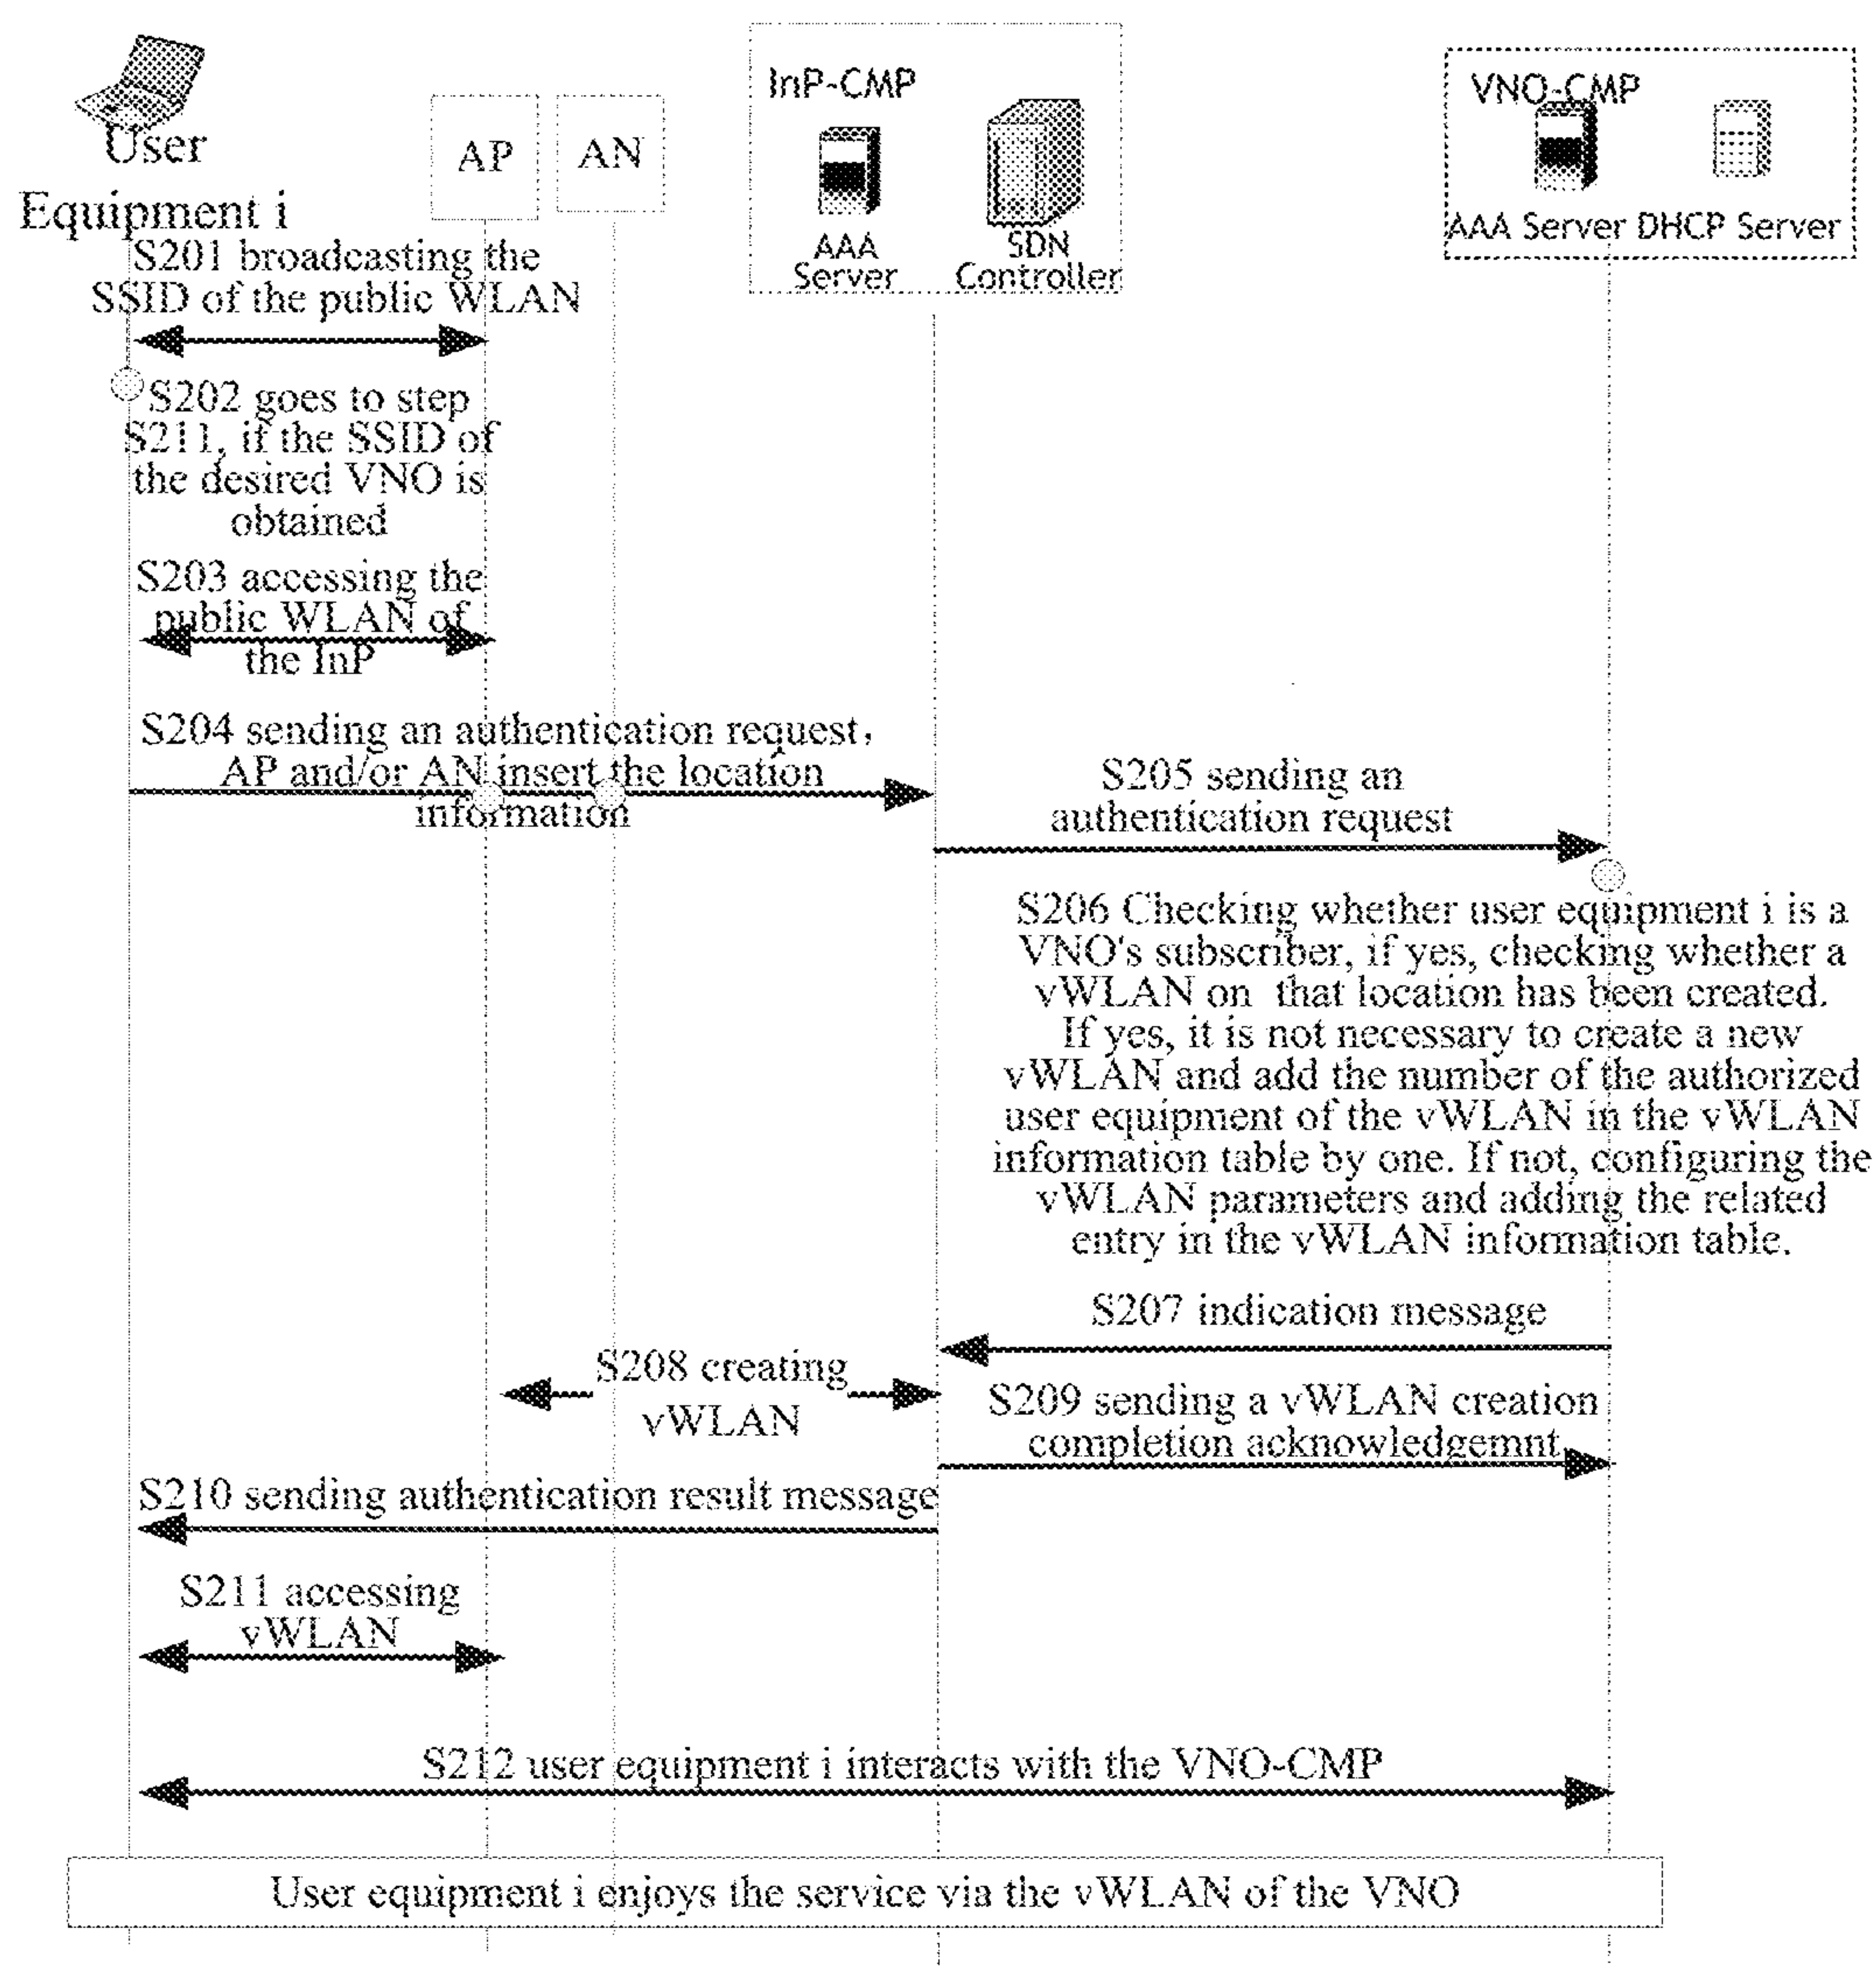 User
Equipment i
AP
AN
InP-CMP
AAA
Server
SDN
Controller
VNO-CMP
AAA Server DHCP Server
S201 broadcasting the
SSID of the public WLAN
S202 goes to step
S211, if the SSID of
the desired VNO is
obtained
S203 accessing the
public WLAN of
the InP
S204 sending an authentication request,
AP and/or AN insert the location
information
S205 sending an
authentication request
S206 Checking whether user equipment i is a
VNO's subscriber, if yes, checking whether a
vWLAN on that location has been created.
If yes, it is not necessary to create a new
vWLAN and add the number of the authorized
user equipment of the vWLAN in the vWLAN
information table by one. If not, configuring the
vWLAN parameters and adding the related
entry in the vWLAN information table.
S207 indication message
S208 creating
vWLAN
S209 sending a vWLAN creation
completion acknowledgemnt
S210 sending authentication result message
S211 accessing
vWLAN
S212 user equipment i interacts with the VNO-CMP
User equipment i enjoys the service via the vWLAN of the VNO